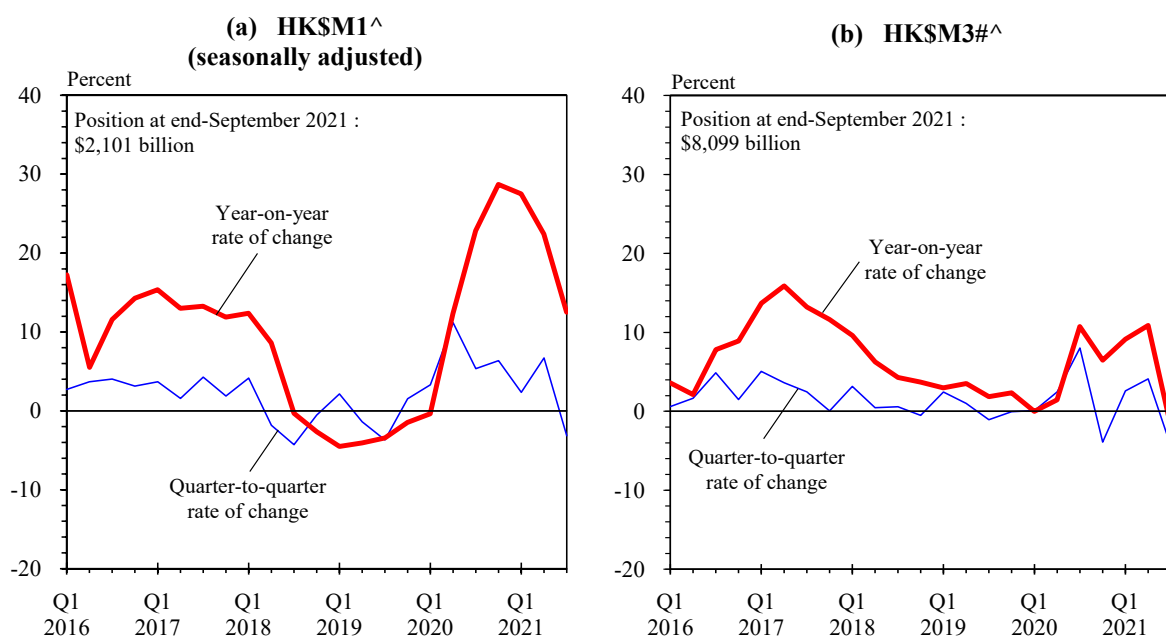 (a) HK$M1^
(seasonally adjusted)
Percent
40
30
20
10
0
-10
-20
Position at end-September 2021 :
$2,101 billion
Year-on-year
rate of change
Quarter-to-quarter
rate of change
Q1 Q1 Q1 Q1 Q1 Q1
2016 2017 2018 2019 2020 2021
(b) HK$M3#^
Percent
40
30
20
10
0
-10
-20
Position at end-September 2021 :
$8,099 billion
Year-on-year
rate of change
Quarter-to-quarter
rate of change
Q1 Q1 Q1 Q1 Q1 Q1
2016 2017 2018 2019 2020 2021